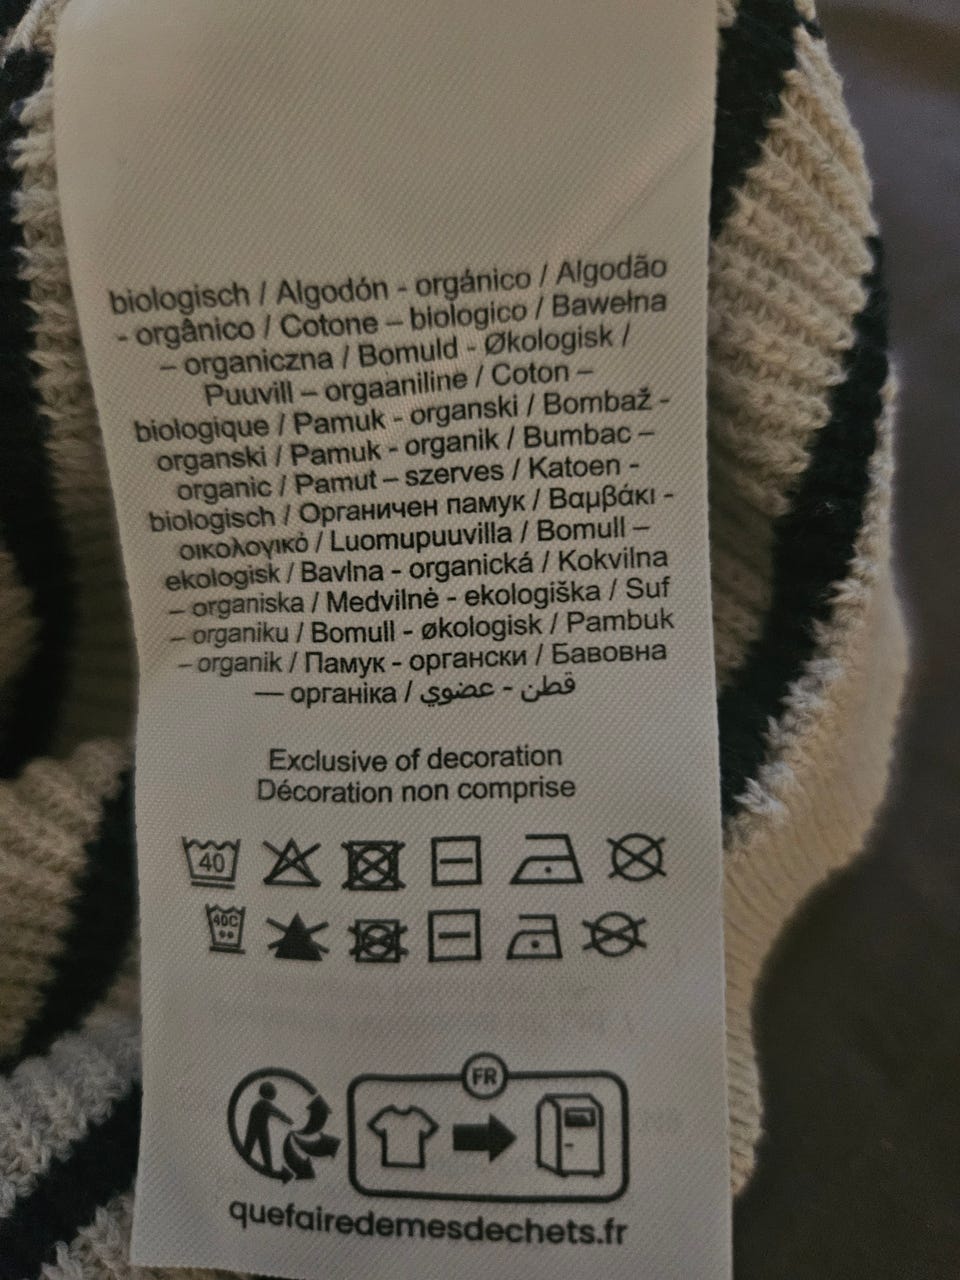 biologisch / Algodón - orgánico / Algodão
- orgânico / Cotone – biologico / Bawełna
– organiczna / Bomuld - Økologisk /
Puuvill – orgaaniline / Coton –
biologique / Pamuk - organski / Bombaž -
organski / Pamuk - organik / Bumbac –
organic / Pamut – szerves / Katoen -
biologisch / Органичен памук / Βαμβάκι -
οικολογικό / Luomupuuvilla / Bomull –
ekologisk / Bavlna - organická / Kokvilna
– organiska / Medvilnė - ekologiška / Suf
– organiku / Bomull - økologisk / Pambuk
– organik / Памук - органски / Бавовна
— органіка / قطن - عضوي
Exclusive of decoration
Décoration non comprise
40
40C
FR
quefairedemesdechets.fr